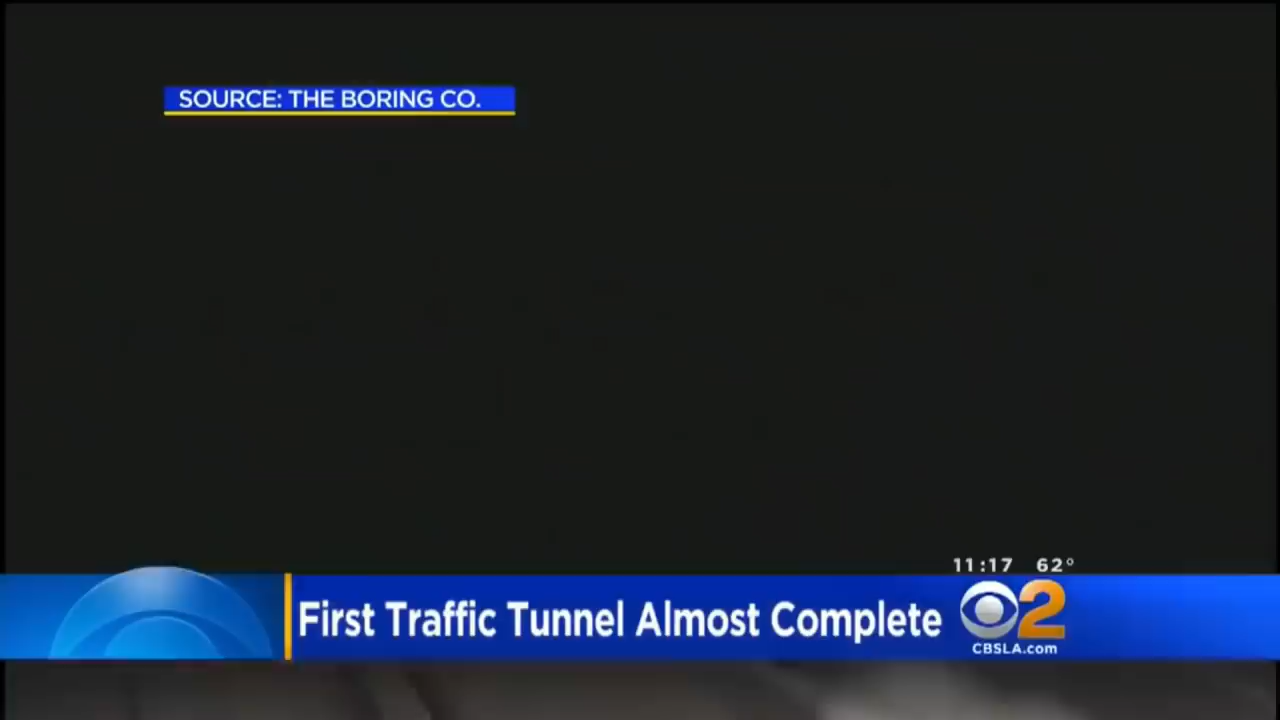 SOURCE: THE BORING CO.
11:17 62°
First Traffic Tunnel Almost Complete
2
CBSLA.com